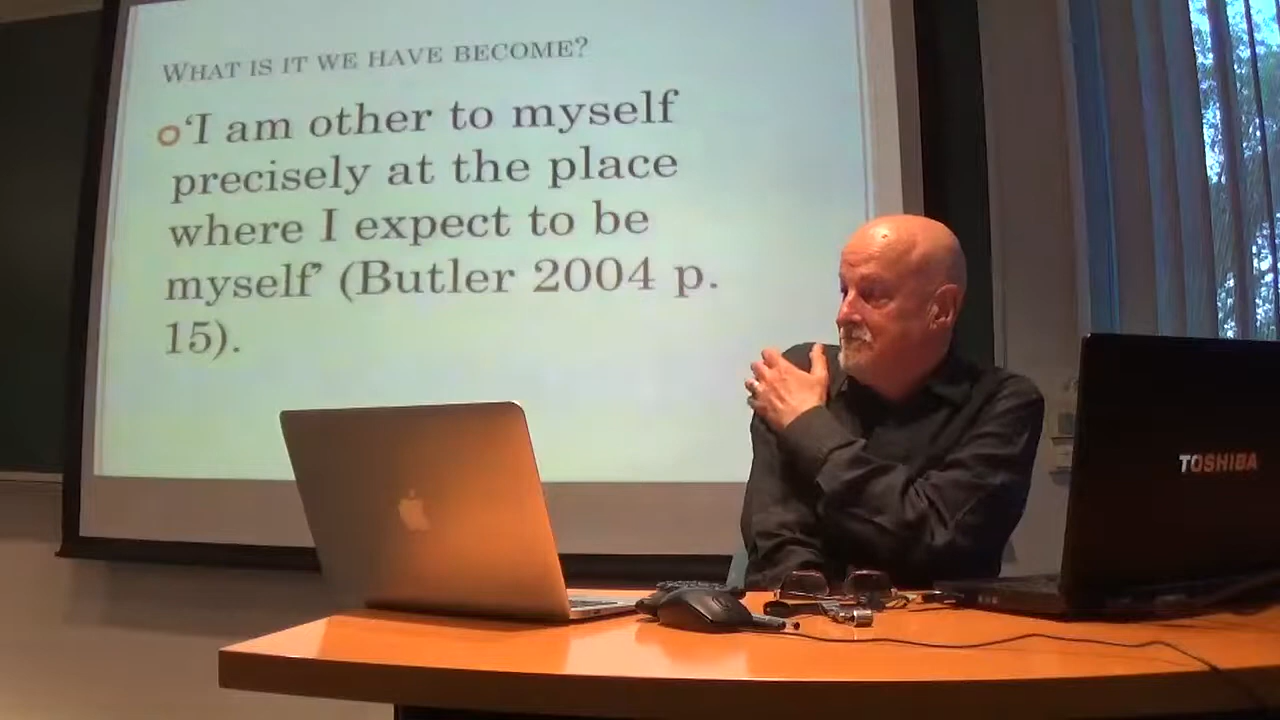 WHAT IS IT WE HAVE BECOME?
‘I am other to myself
precisely at the place
where I expect to be
myself’ (Butler 2004 p.
15).
TOSHIBA